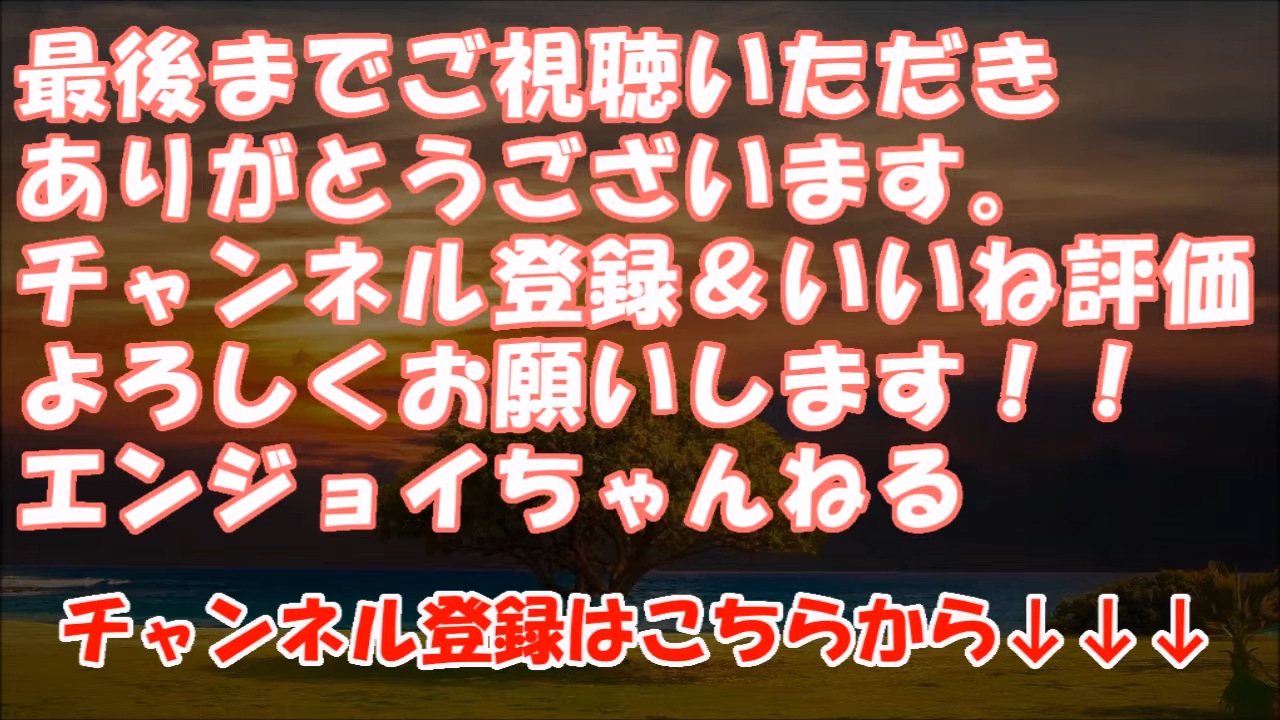 最後までご視聴いただき
ありがとうございます。
チャンネル登録＆いいね評価
よろしくお願いします！！
エンジョイちゃんねる
チャンネル登録はこちらから↓↓↓